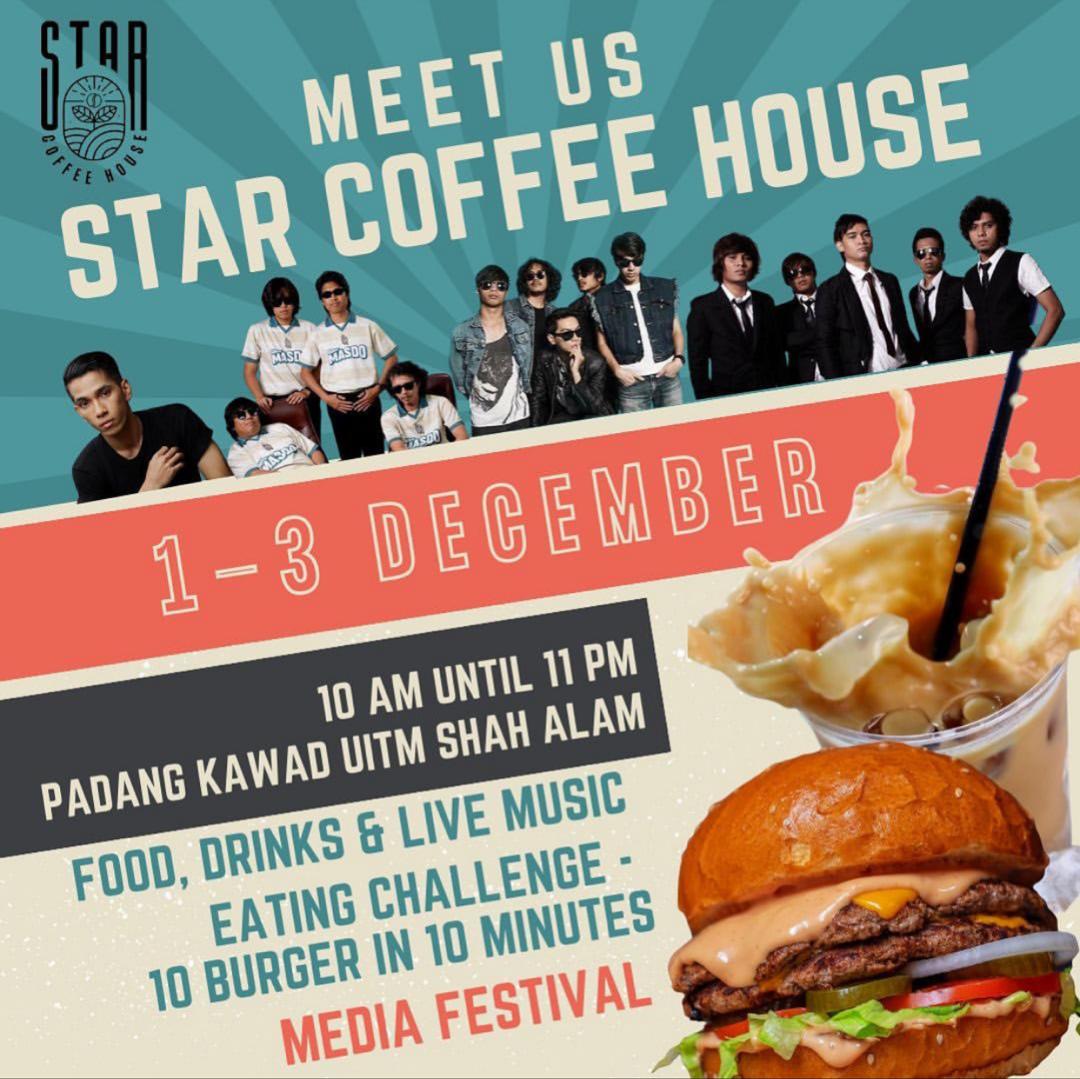 STAR
COFFEE HOUSE
MEET US
STAR COFFEE HOUSE
MASDO
MASDO
MASDO
1-3 DECEMBER
10 AM UNTIL 11 PM
PADANG KAWAD UITM SHAH ALAM
FOOD, DRINKS & LIVE MUSIC
EATING CHALLENGE -
10 BURGER IN 10 MINUTES
MEDIA FESTIVAL